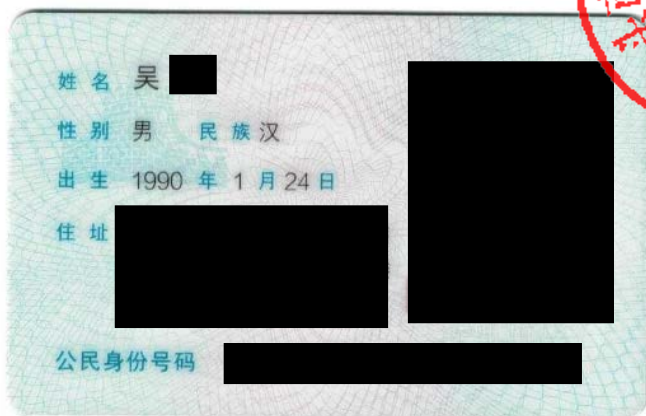 姓 名 吴
性 别 男 民 族 汉
出 生 1990 年 1 月 24 日
住 址
公民身份号码